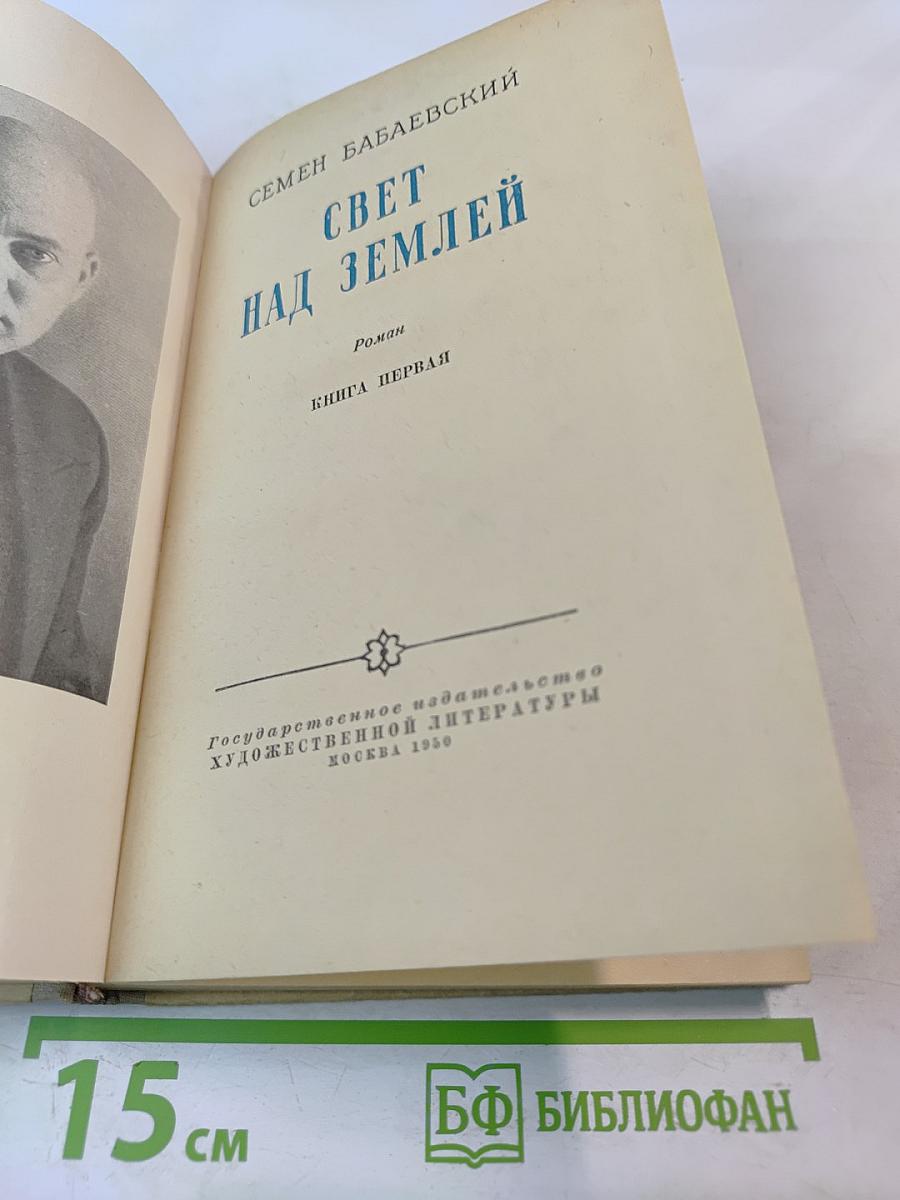 СЕМЕН БАБАЕВСКИЙ
СВЕТ
НАД ЗЕМЛЕЙ
Роман
КНИГА ПЕРВАЯ
Государственное издательство
ХУДОЖЕСТВЕННОЙ ЛИТЕРАТУРЫ
МОСКВА 1950
15 см
БФ БИБЛИОФАН